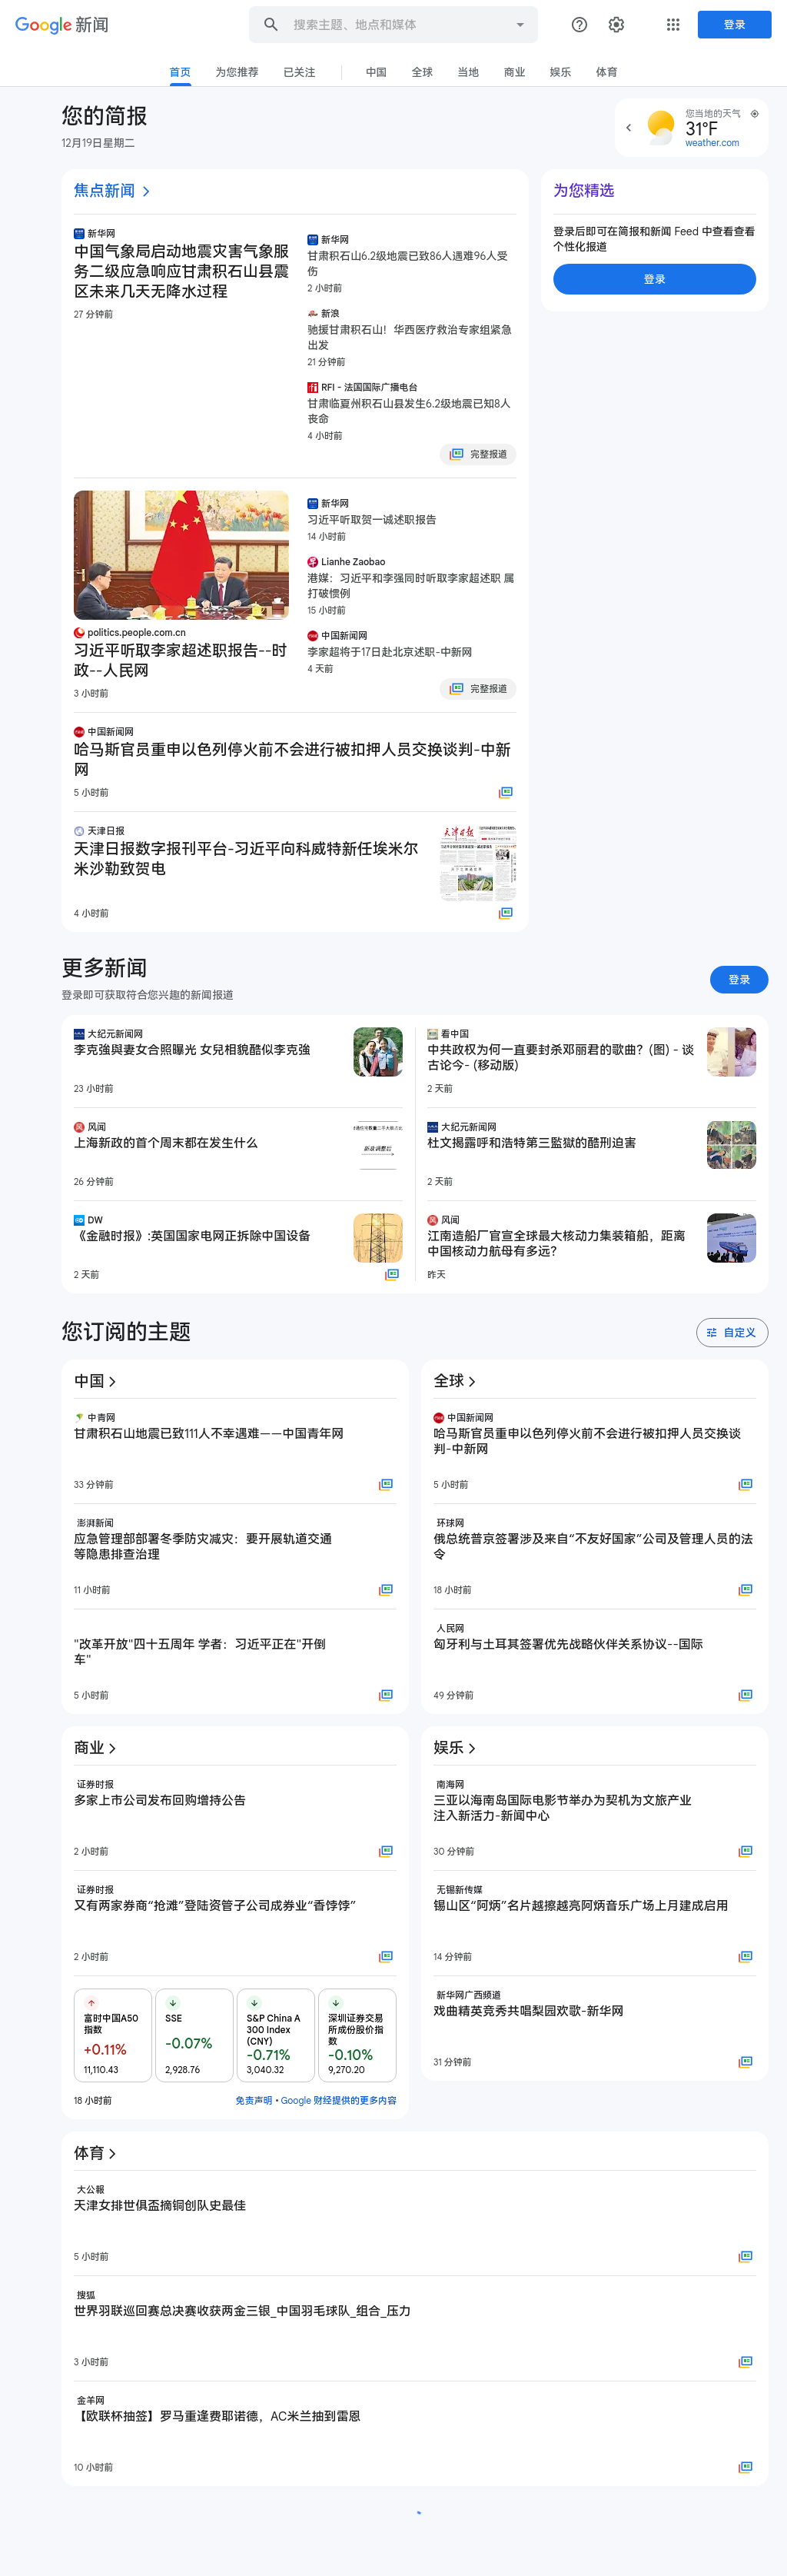 Google 新闻
搜索主题、地点和媒体
登录
首页
为您推荐
已关注
中国
全球
当地
商业
娱乐
体育
您的简报
12月19日星期二
您当地的天气
31°F
weather.com
焦点新闻
新华网
中国气象局启动地震灾害气象服
务二级应急响应甘肃积石山县震
区未来几天无降水过程
27 分钟前
新华网
甘肃积石山6.2级地震已致86人遇难96人受
伤
2 小时前
新浪
驰援甘肃积石山！华西医疗救治专家组紧急
出发
21 分钟前
RFI - 法国国际广播电台
甘肃临夏州积石山县发生6.2级地震已知8人
丧命
4 小时前
完整报道
为您精选
登录后即可在简报和新闻 Feed 中查看查看
个性化报道
登录
politics.people.com.cn
习近平听取李家超述职报告--时
政--人民网
3 小时前
新华网
习近平听取贺一诚述职报告
14 小时前
Lianhe Zaobao
港媒：习近平和李强同时听取李家超述职 属
打破惯例
15 小时前
中国新闻网
李家超将于17日赴北京述职-中新网
4 天前
完整报道
中国新闻网
哈马斯官员重申以色列停火前不会进行被扣押人员交换谈判-中新
网
5 小时前
天津日报
天津日报数字报刊平台-习近平向科威特新任埃米尔
米沙勒致贺电
4 小时前
天津日报
更多新闻
登录即可获取符合您兴趣的新闻报道
登录
大纪元新闻网
李克強與妻女合照曝光 女兒相貌酷似李克強
23 小时前
看中国
中共政权为何一直要封杀邓丽君的歌曲？(图) - 谈
古论今- (移动版)
2 天前
风闻
上海新政的首个周末都在发生什么
26 分钟前
新政调整后
大纪元新闻网
杜文揭露呼和浩特第三監獄的酷刑迫害
2 天前
DW
《金融时报》:英国国家电网正拆除中国设备
2 天前
风闻
江南造船厂官宣全球最大核动力集装箱船，距离
中国核动力航母有多远？
昨天
您订阅的主题
自定义
中国
中青网
甘肃积石山地震已致111人不幸遇难——中国青年网
33 分钟前
澎湃新闻
应急管理部部署冬季防灾减灾：要开展轨道交通
等隐患排查治理
11 小时前
"改革开放"四十五周年 学者：习近平正在"开倒
车"
5 小时前
全球
中国新闻网
哈马斯官员重申以色列停火前不会进行被扣押人员交换谈
判-中新网
5 小时前
环球网
俄总统普京签署涉及来自“不友好国家”公司及管理人员的法
令
18 小时前
人民网
匈牙利与土耳其签署优先战略伙伴关系协议--国际
49 分钟前
商业
证券时报
多家上市公司发布回购增持公告
2 小时前
证券时报
又有两家券商“抢滩”登陆资管子公司成券业“香饽饽”
2 小时前
富时中国A50
指数
+0.11%
11,110.43
SSE
-0.07%
2,928.76
S&P China A
300 Index
(CNY)
-0.71%
3,040.32
深圳证券交易
所成份股价指
数
-0.10%
9,270.20
18 小时前
免责声明 • Google 财经提供的更多内容
娱乐
南海网
三亚以海南岛国际电影节举办为契机为文旅产业
注入新活力-新闻中心
30 分钟前
无锡新传媒
锡山区“阿炳”名片越擦越亮阿炳音乐广场上月建成启用
14 分钟前
新华网广西频道
戏曲精英竞秀共唱梨园欢歌-新华网
31 分钟前
体育
大公報
天津女排世俱盃摘铜创队史最佳
5 小时前
搜狐
世界羽联巡回赛总决赛收获两金三银_中国羽毛球队_组合_压力
3 小时前
金羊网
【欧联杯抽签】罗马重逢费耶诺德，AC米兰抽到雷恩
10 小时前